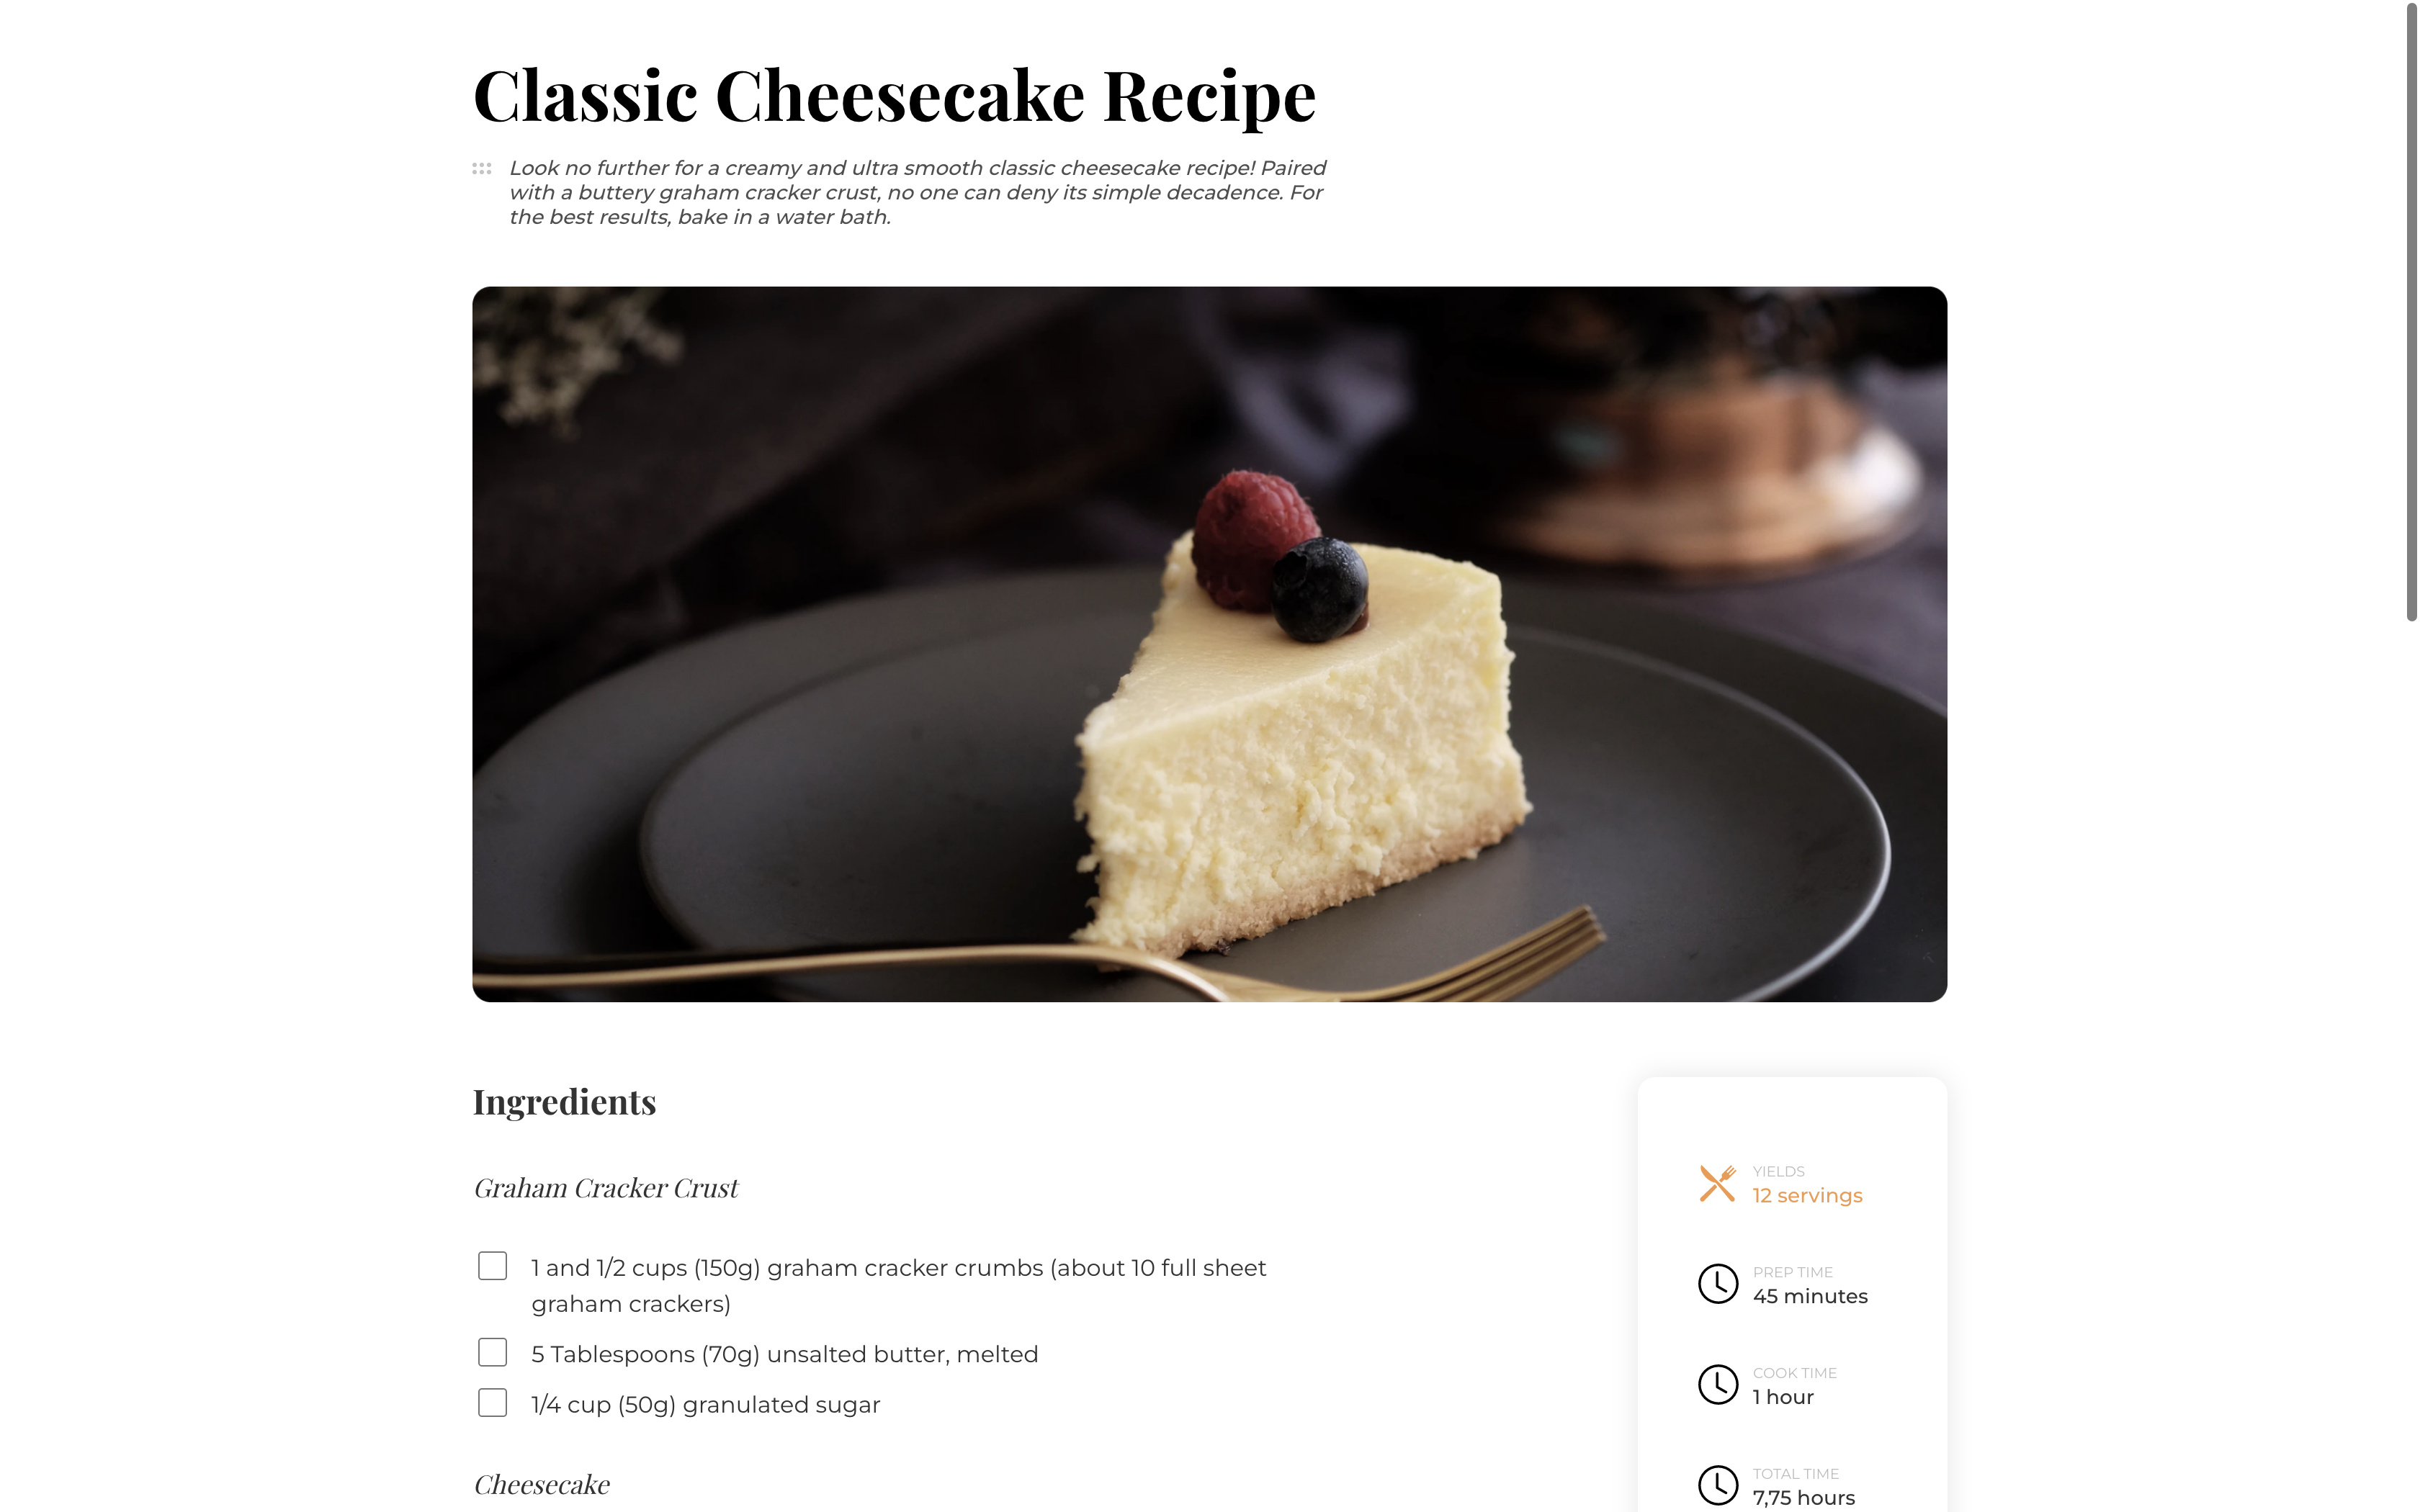 Classic Cheesecake Recipe
Look no further for a creamy and ultra smooth classic cheesecake recipe! Paired
with a buttery graham cracker crust, no one can deny its simple decadence. For
the best results, bake in a water bath.
Ingredients
Graham Cracker Crust
1 and 1/2 cups (150g) graham cracker crumbs (about 10 full sheet
graham crackers)
5 Tablespoons (70g) unsalted butter, melted
1/4 cup (50g) granulated sugar
Cheesecake
YIELDS
12 servings
PREP TIME
45 minutes
COOK TIME
1 hour
TOTAL TIME
7,75 hours